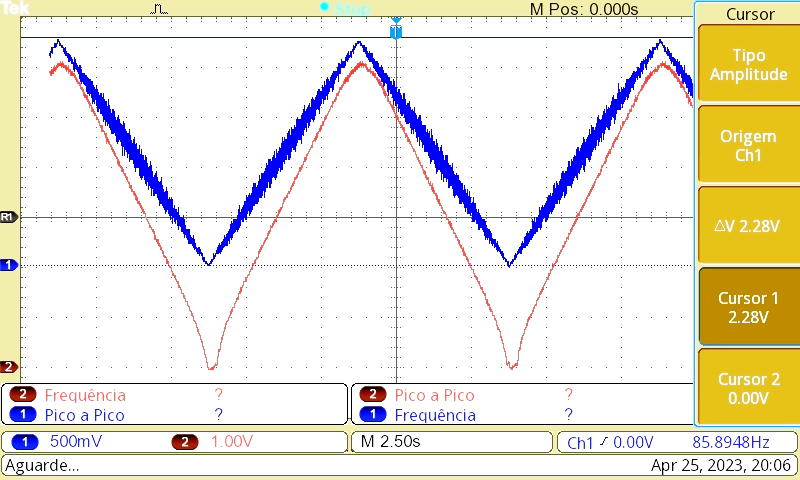 Tek
Stop
M Pos: 0.000s
Cursor
Tipo
Amplitude
Origem
Ch1
△V 2.28V
Cursor 1
2.28V
Cursor 2
0.00V
T
R1
1
2
2 Frequência ?
1 Pico a Pico ?
2 Pico a Pico ?
1 Frequência ?
1 500mV 2 1.00V
M 2.50s
Ch1 / 0.00V 85.8948Hz
Aguarde...
Apr 25, 2023, 20:06